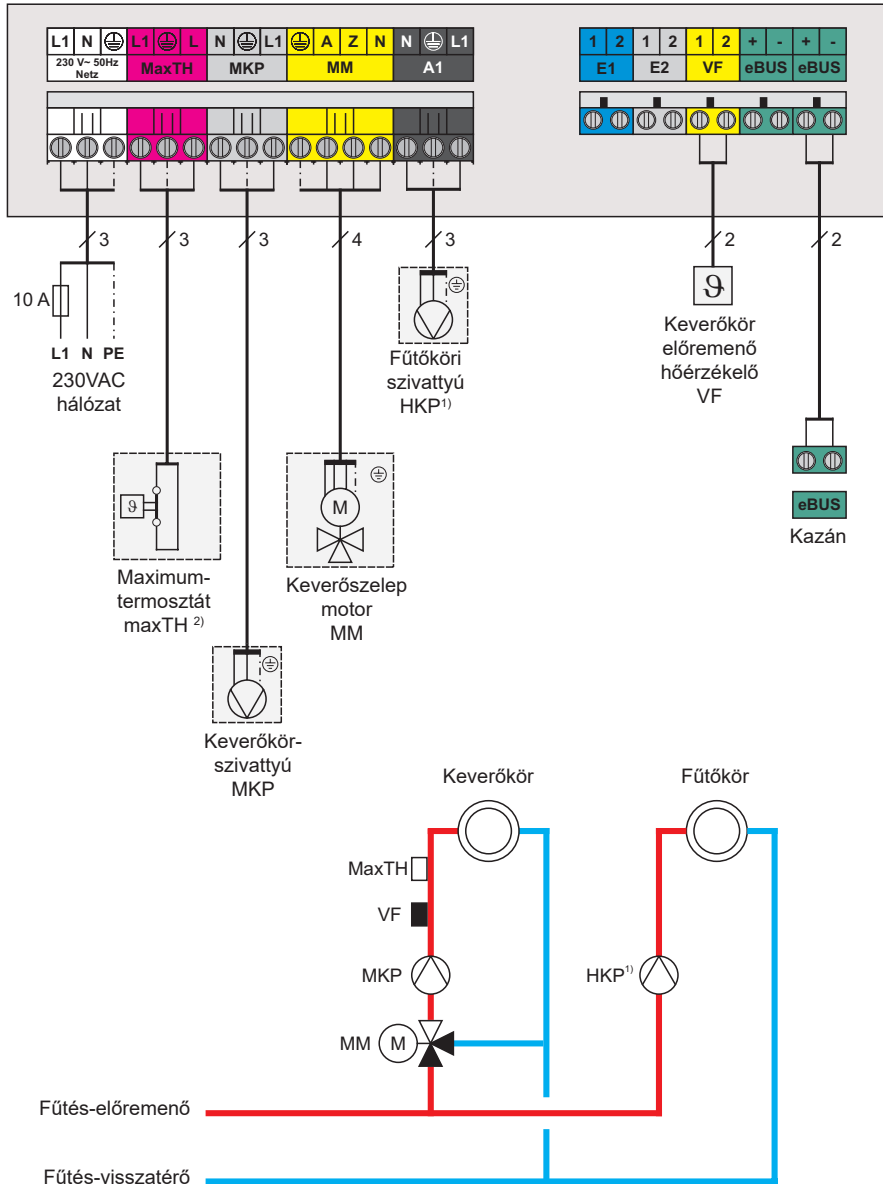 L1 N L1 L N L1 A Z N N L1
230 V~ 50Hz
Netz
MaxTH MKP MM A1
1 2 1 2 1 2 + - + -
E1 E2 VF eBUS eBUS
3 3 3 4 3 2 2
10 A
L1 N PE
230VAC
hálózat
Fűtőköri
szivattyú
HKP1)
ϑ
Keverőkör
előremenő
hőérzékelő
VF
ϑ
Maximum-
termosztát
maxTH 2)
M
Keverőszelep
motor
MM
eBUS
Kazán
Keverőkör-
szivattyú
MKP
Keverőkör
Fűtőkör
MaxTH
VF
MKP
HKP1)
MM M
Fűtés-előremenő
Fűtés-visszatérő